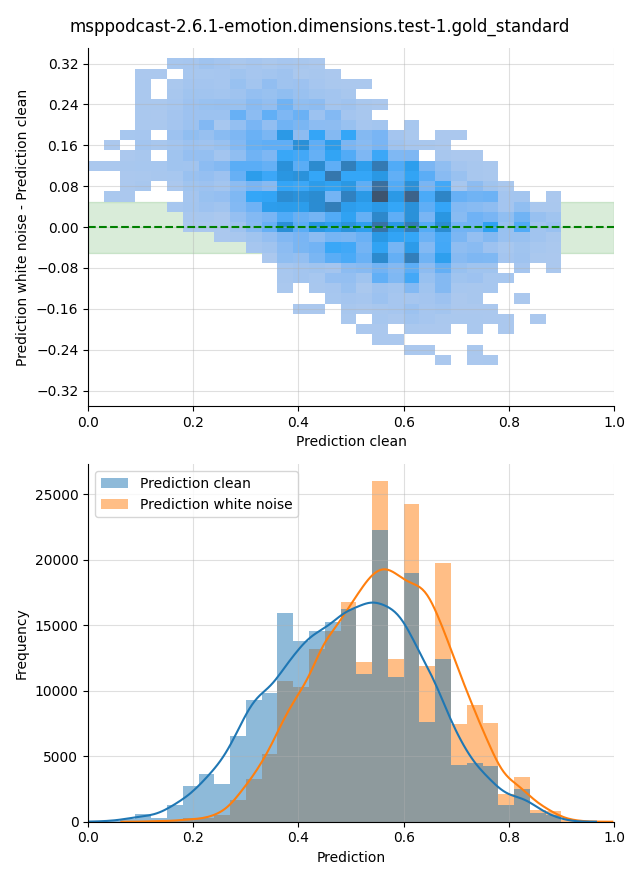 msppodcast-2.6.1-emotion.dimensions.test-1.gold_standard
Prediction white noise - Prediction clean
0.32
0.24
0.16
0.08
0.00
−0.08
−0.16
−0.24
−0.32
0.0 0.2 0.4 0.6 0.8 1.0
Prediction clean
Prediction clean
Prediction white noise
Frequency
25000
20000
15000
10000
5000
0
0.0 0.2 0.4 0.6 0.8 1.0
Prediction